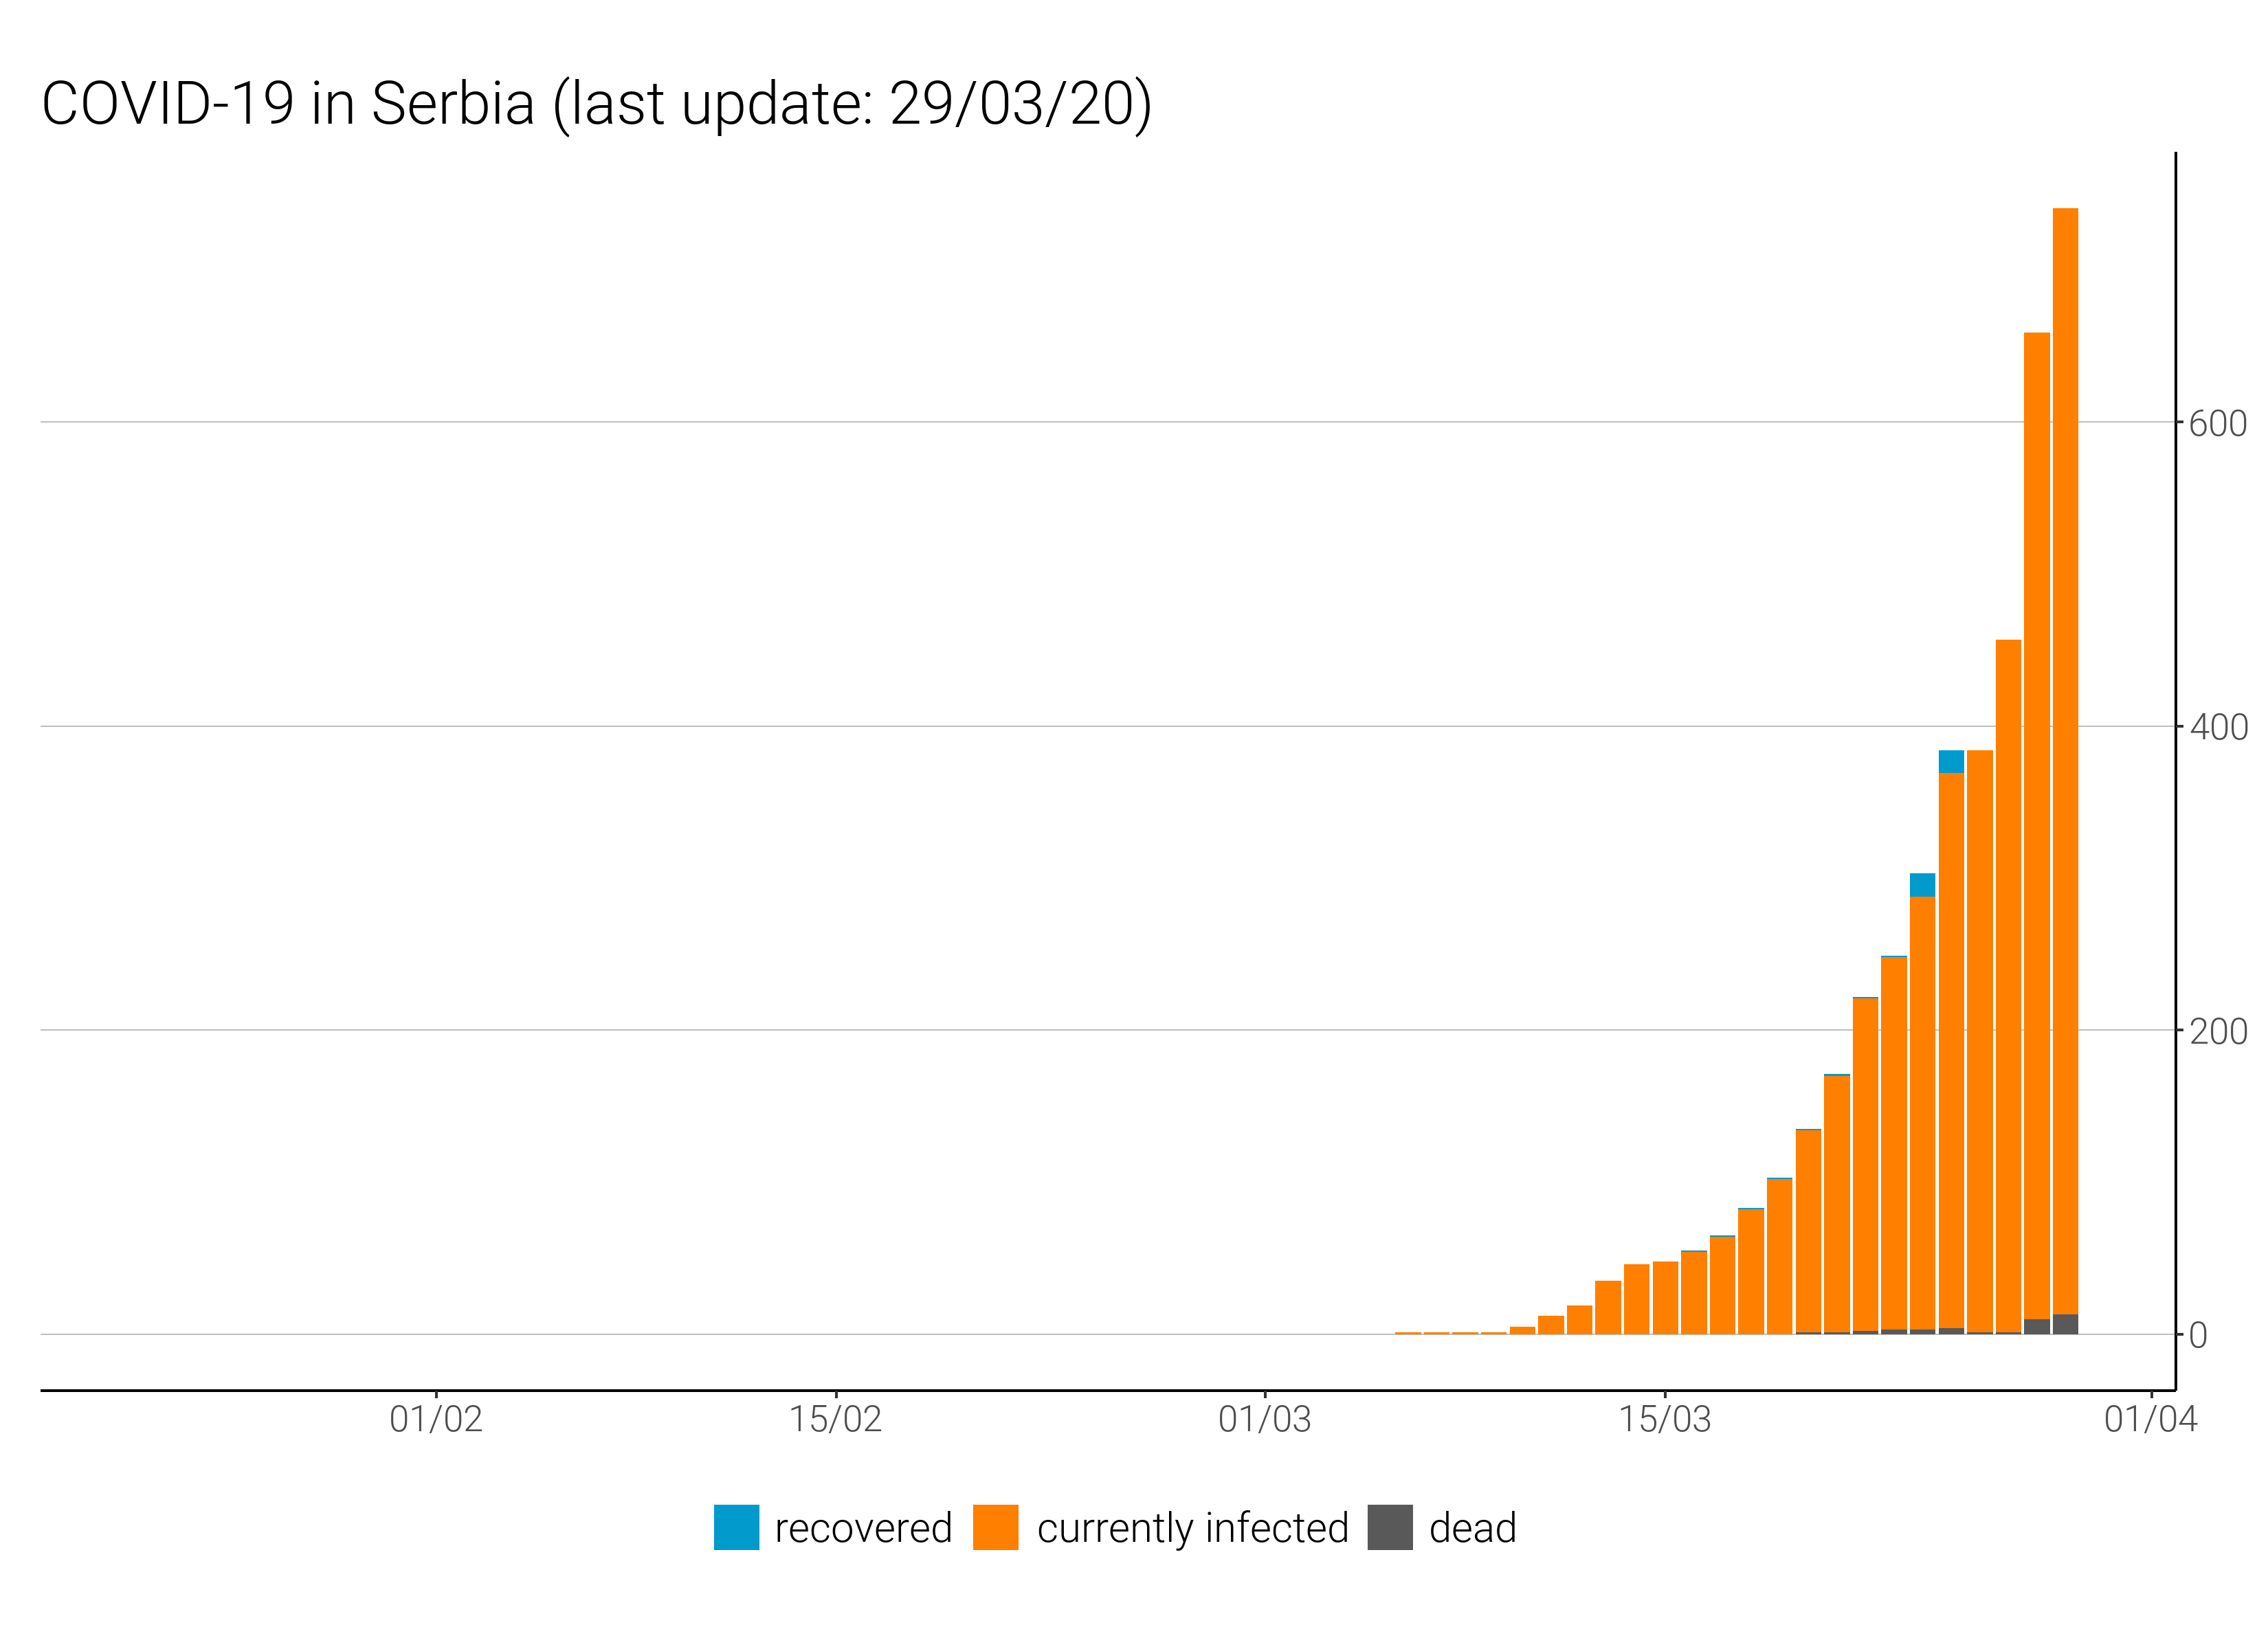 COVID-19 in Serbia (last update: 29/03/20)
600
400
200
0
01/02 15/02 01/03 15/03 01/04
recovered currently infected dead